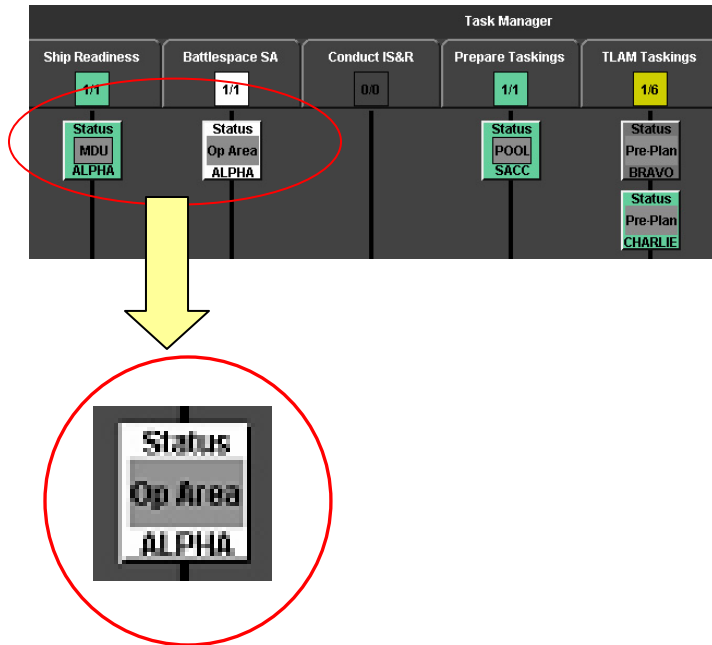 Task Manager
Ship Readiness
Battlespace SA
Conduct IS&R
Prepare Taskings
TLAM Taskings
1/1
1/1
0/0
1/1
1/6
Status
MDU
ALPHA
Status
Op Area
ALPHA
Status
POOL
SACC
Status
Pre-Plan
BRAVO
Status
Pre-Plan
CHARLIE
Status
Op Area
ALPHA